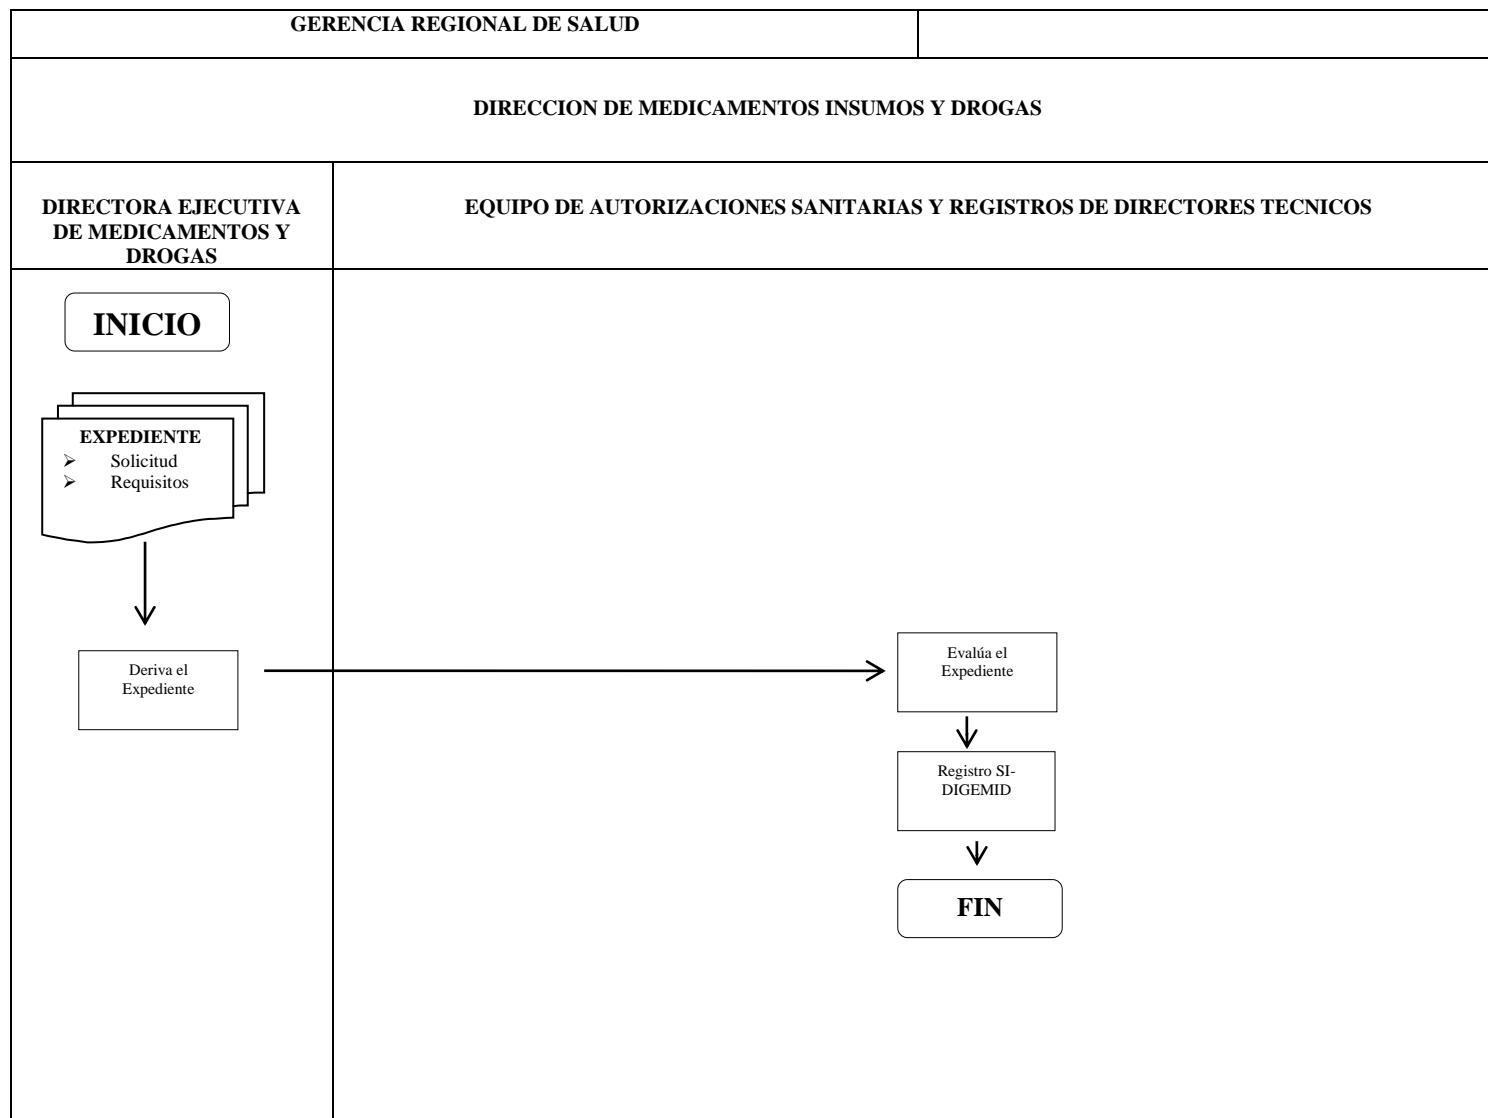 GERENCIA REGIONAL DE SALUD
DIRECCION DE MEDICAMENTOS INSUMOS Y DROGAS
DIRECTORA EJECUTIVA
DE MEDICAMENTOS Y
DROGAS
EQUIPO DE AUTORIZACIONES SANITARIAS Y REGISTROS DE DIRECTORES TECNICOS
INICIO
EXPEDIENTE
➢ Solicitud
➢ Requisitos
Deriva el
Expediente
Evalúa el
Expediente
Registro SI-
DIGEMID
FIN